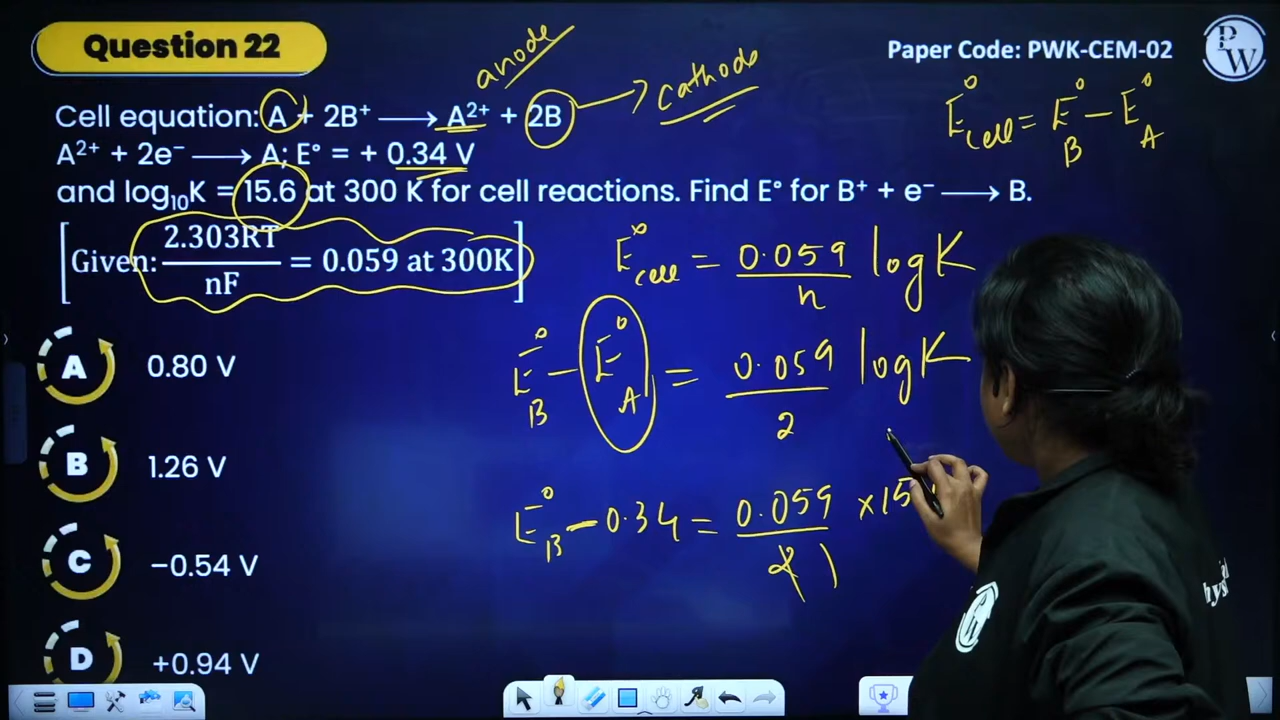 Question 22
Paper Code: PWK-CEM-02
PW
anode
cathode
Cell equation: A + 2B⁺ ⟶ A²⁺ + 2B
E°cell = E°B − E°A
A²⁺ + 2e⁻ ⟶ A; E° = + 0.34 V
and log₁₀K = 15.6 at 300 K for cell reactions. Find E° for B⁺ + e⁻ ⟶ B.
[Given: 2.303RT/nF = 0.059 at 300K]
E°cell = 0.059/n log K
E°B − E°A = 0.059/2 log K
E°B − 0.34 = 0.059/2 1 × 15
A 0.80 V
B 1.26 V
C −0.54 V
D +0.94 V